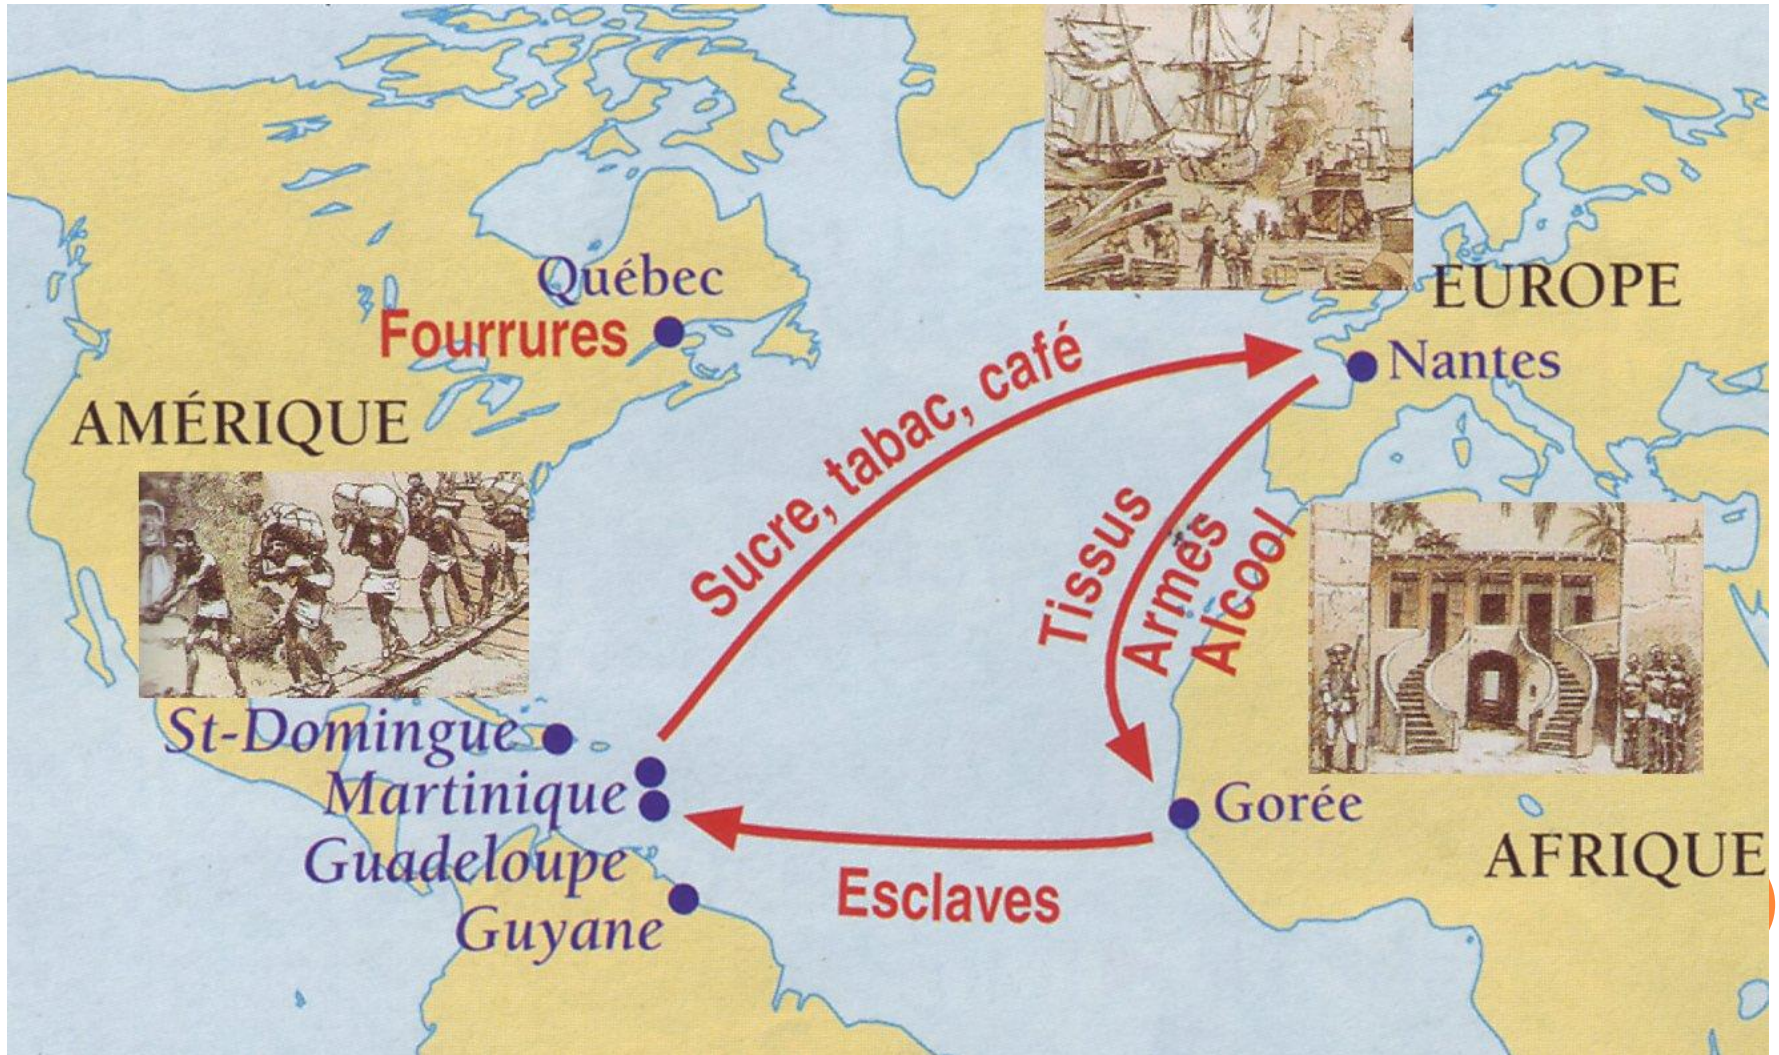 Québec
Fourrures
EUROPE
Nantes
AMÉRIQUE
Sucre, tabac, café
Tissus
Armes
Alcool
St-Domingue
Martinique
Guadeloupe
Guyane
Gorée
AFRIQUE
Esclaves